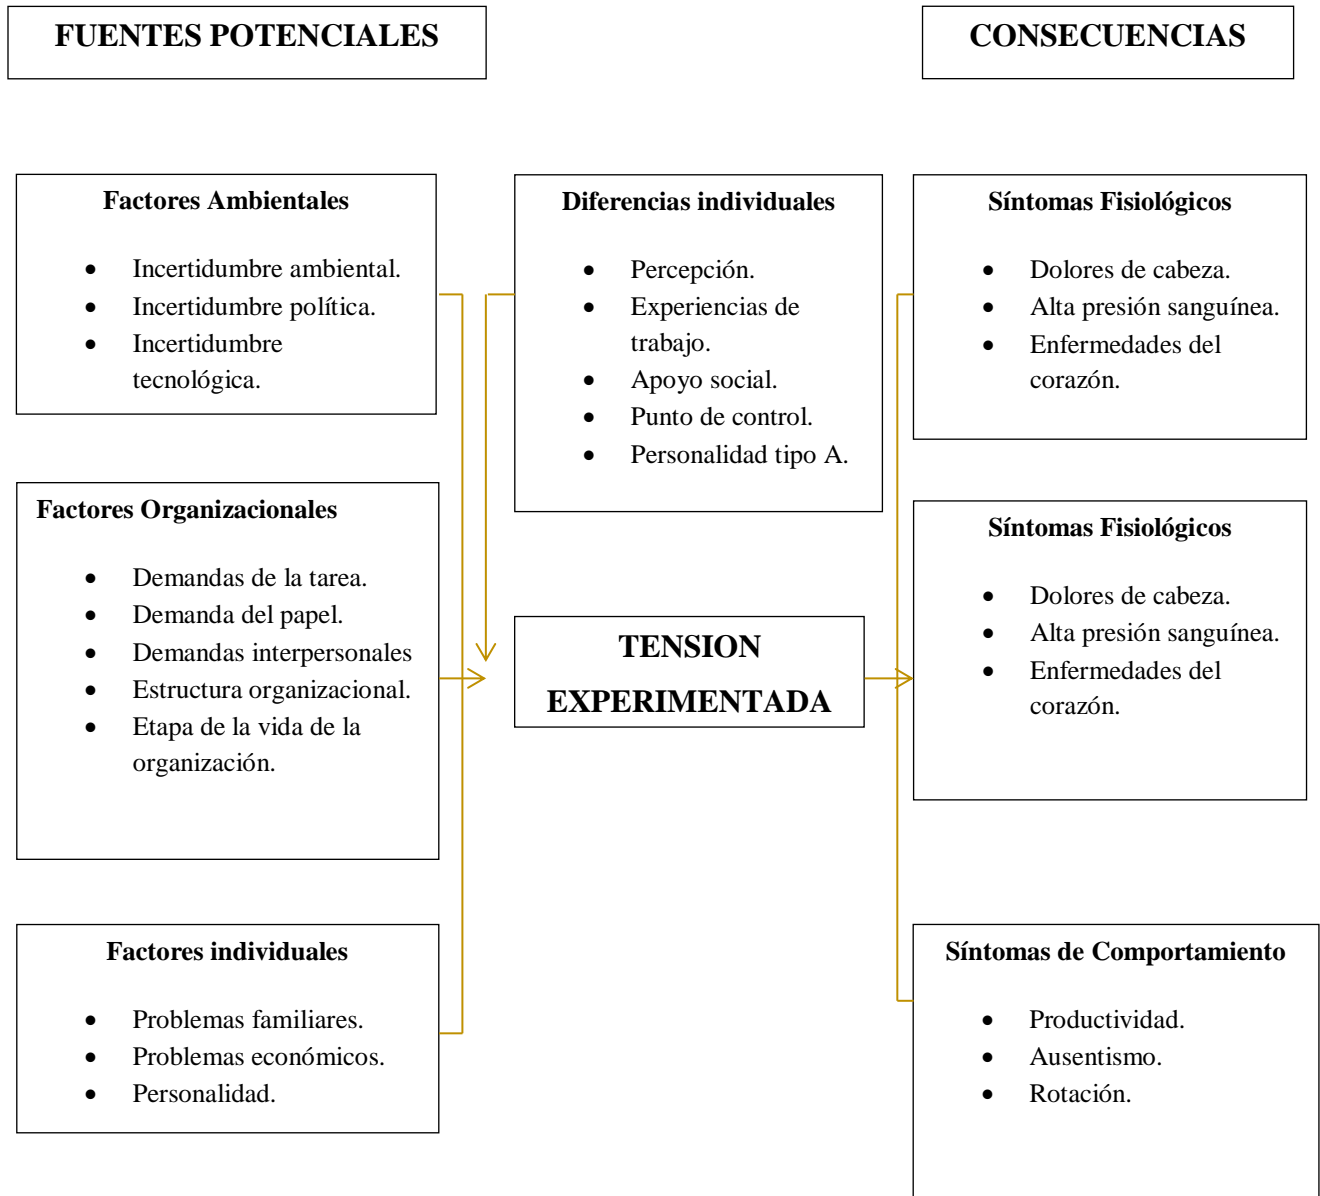 FUENTES POTENCIALES
CONSECUENCIAS
Factores Ambientales
• Incertidumbre ambiental.
• Incertidumbre política.
• Incertidumbre
tecnológica.
Diferencias individuales
• Percepción.
• Experiencias de
trabajo.
• Apoyo social.
• Punto de control.
• Personalidad tipo A.
Síntomas Fisiológicos
• Dolores de cabeza.
• Alta presión sanguínea.
• Enfermedades del
corazón.
Factores Organizacionales
• Demandas de la tarea.
• Demanda del papel.
• Demandas interpersonales
• Estructura organizacional.
• Etapa de la vida de la
organización.
TENSION
EXPERIMENTADA
Síntomas Fisiológicos
• Dolores de cabeza.
• Alta presión sanguínea.
• Enfermedades del
corazón.
Factores individuales
• Problemas familiares.
• Problemas económicos.
• Personalidad.
Síntomas de Comportamiento
• Productividad.
• Ausentismo.
• Rotación.